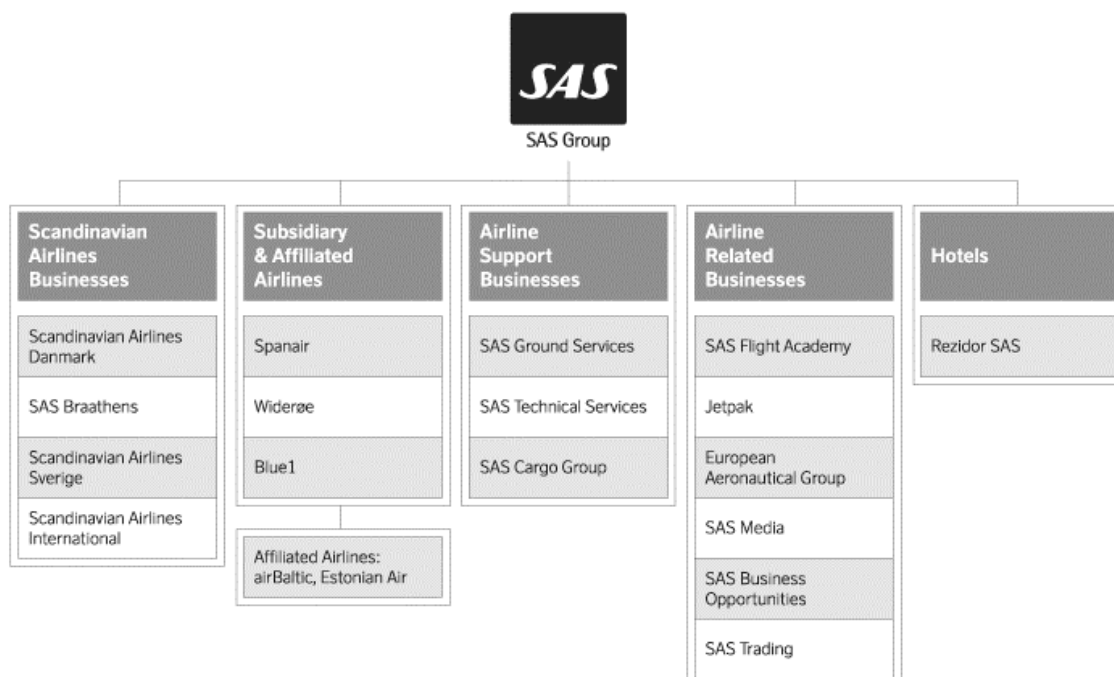 SAS
SAS Group
Scandinavian
Airlines
Businesses
Scandinavian Airlines
Danmark
SAS Braathens
Scandinavian Airlines
Sverige
Scandinavian Airlines
International
Subsidiary
& Affiliated
Airlines
Spanair
Widerøe
Blue1
Affiliated Airlines:
airBaltic, Estonian Air
Airline
Support
Businesses
SAS Ground Services
SAS Technical Services
SAS Cargo Group
Airline
Related
Businesses
SAS Flight Academy
Jetpak
European
Aeronautical Group
SAS Media
SAS Business
Opportunities
SAS Trading
Hotels
Rezidor SAS